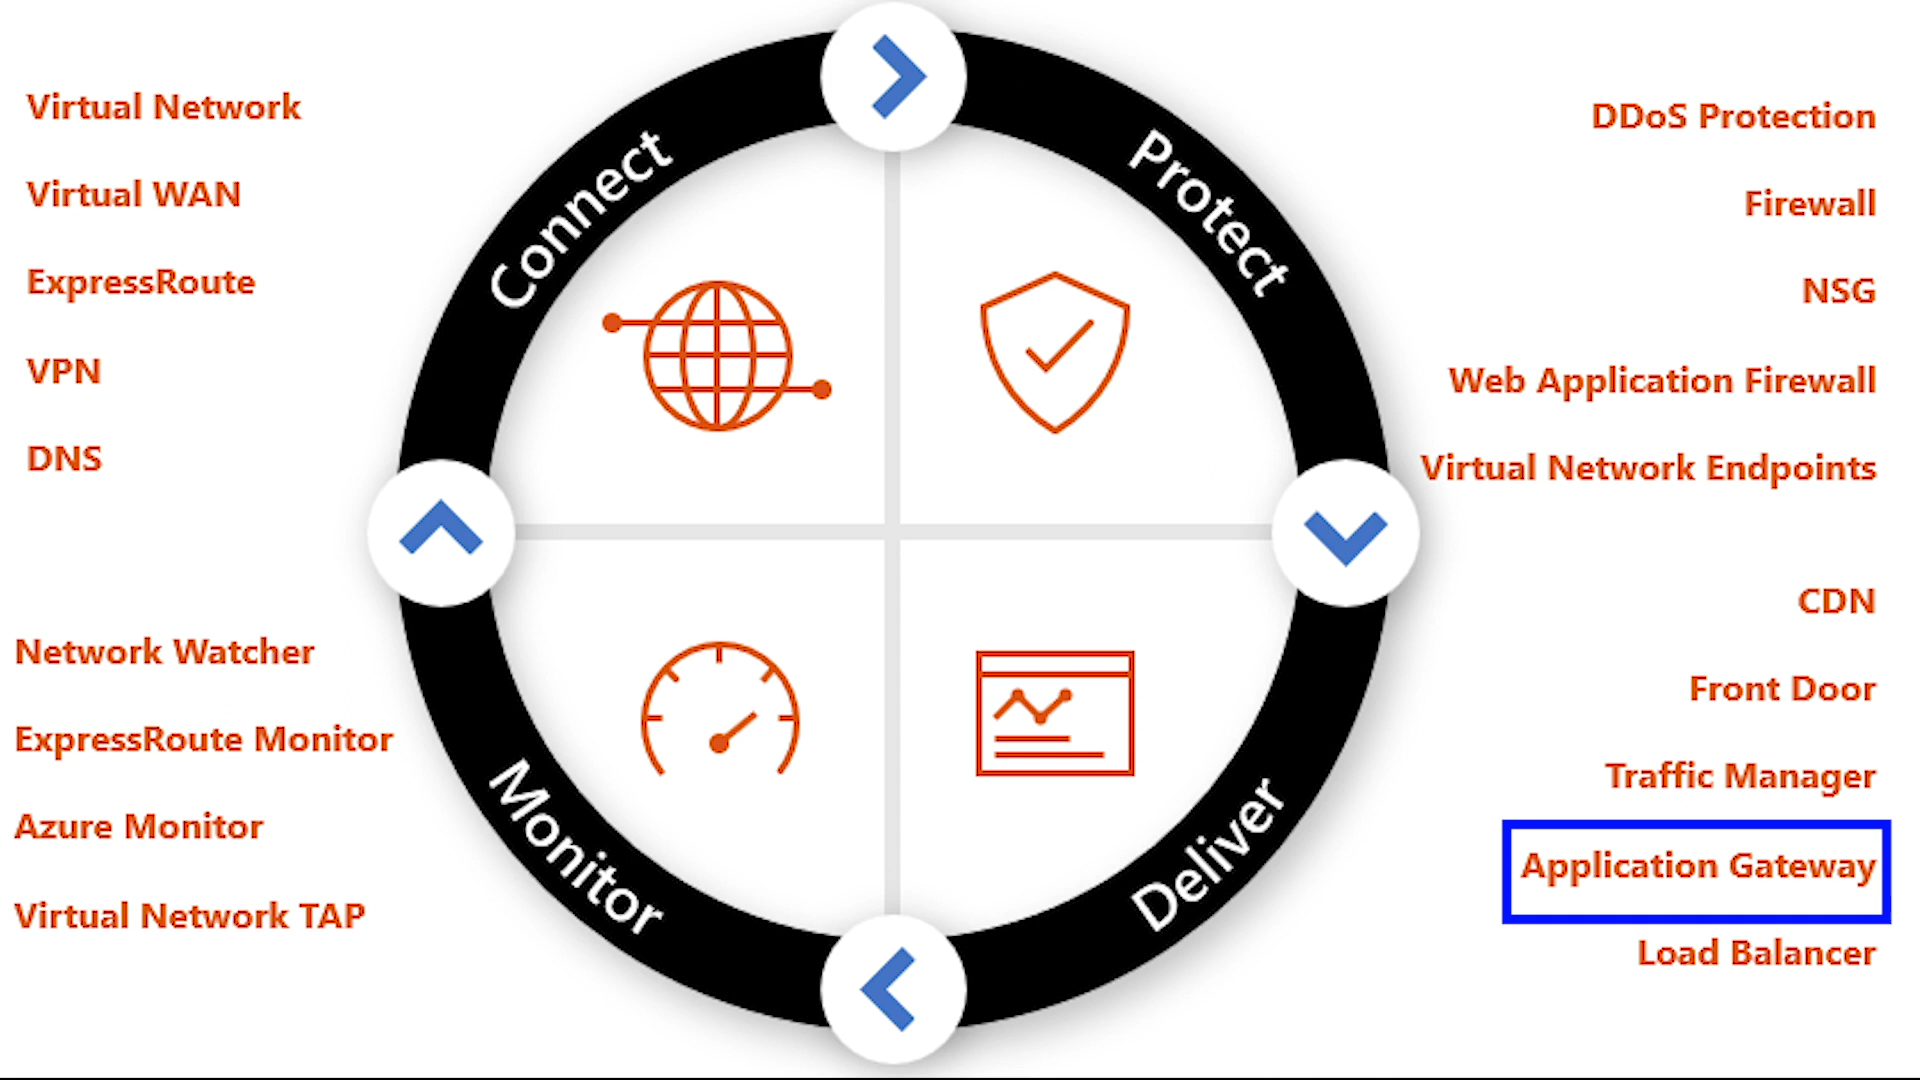 Virtual Network
Virtual WAN
ExpressRoute
VPN
DNS
Connect
Protect
DDoS Protection
Firewall
NSG
Web Application Firewall
Virtual Network Endpoints
Network Watcher
ExpressRoute Monitor
Azure Monitor
Virtual Network TAP
Monitor
Deliver
CDN
Front Door
Traffic Manager
Application Gateway
Load Balancer